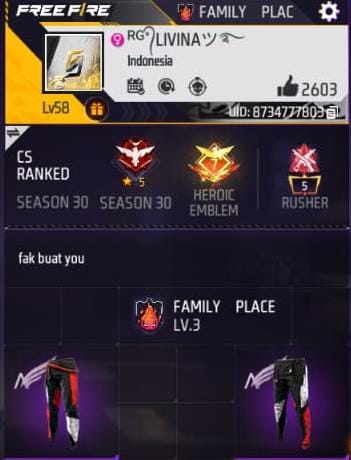 FREE FIRE
FAMILY PLAC
RG°᭄LIVINAツ࿐
Indonesia
2603
Lv58
UID: 8734777803
CS
RANKED
SEASON 30
5
SEASON 30
HEROIC
EMBLEM
5
RUSHER
fak buat you
FAMILY PLACE
LV.3